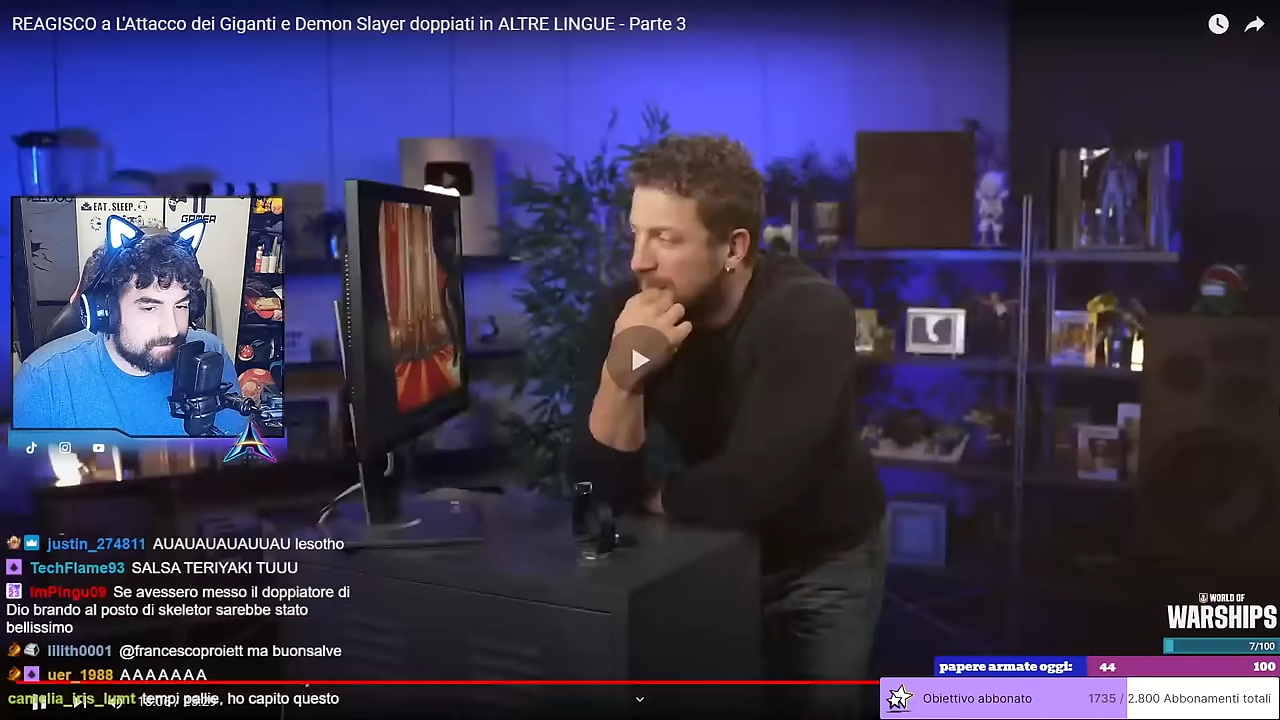 REAGISCO a L'Attacco dei Giganti e Demon Slayer doppiati in ALTRE LINGUE - Parte 3
EAT.SLEEP.
GAMER
justin_274811 AUAUAUAUAUUAU lesotho
TechFlame93 SALSA TERIYAKI TUUU
ImPingu09 Se avessero messo il doppiatore di
Dio brando al posto di skeletor sarebbe stato
bellissimo
lilith0001 @francescoproiett ma buonsalve
uer_1988 AAAAAAA
camelia_iris_lumt tempi pallie, ho capito questo
WORLD OF
WARSHIPS
7/100
papere armate oggi: 44 100
Obiettivo abbonato 1735 / 2.800 Abbonamenti totali